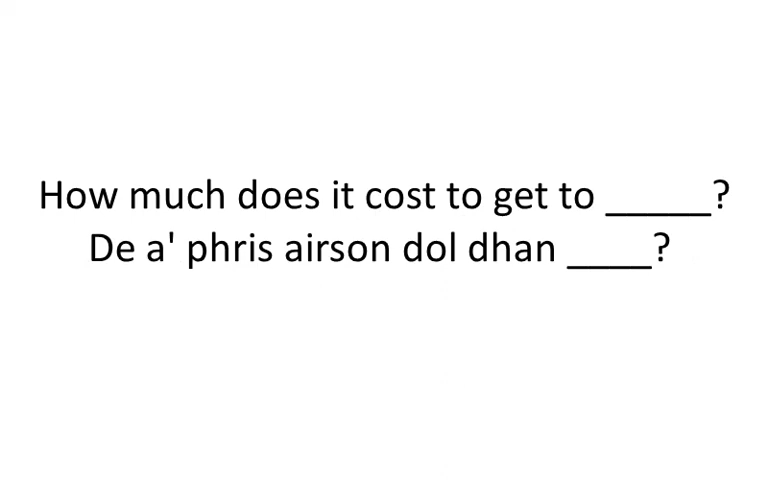 How much does it cost to get to _____?
De a' phris airson dol dhan ____?